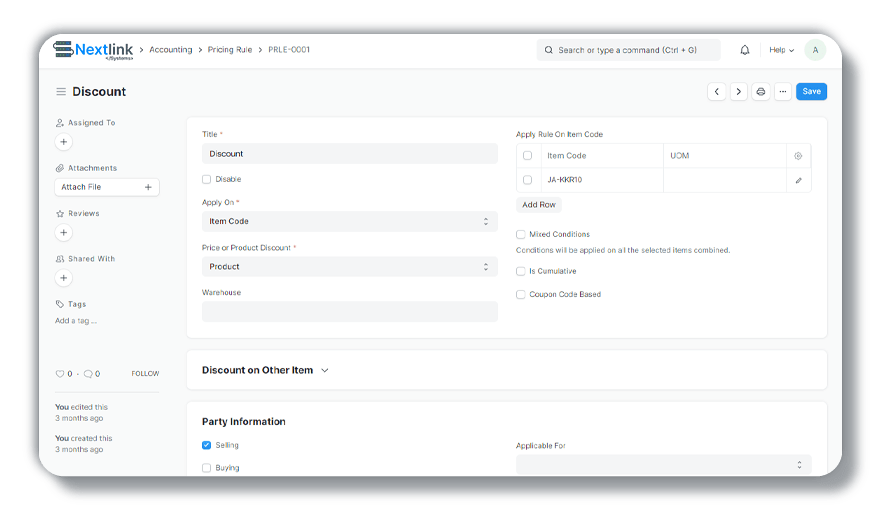 Nextlink
</Systems>
Accounting > Pricing Rule > PRLE-0001
Search or type a command (Ctrl + G)
Help
A
Discount
Save
Assigned To
+
Attachments
Attach File +
Reviews
+
Shared With
+
Tags
Add a tag ...
0 · 0 FOLLOW
You edited this
3 months ago
You created this
3 months ago
Title *
Discount
Disable
Apply On *
Item Code
Price or Product Discount *
Product
Warehouse
Apply Rule On Item Code
Item Code UOM
JA-KKR10
Add Row
Mixed Conditions
Conditions will be applied on all the selected items combined.
Is Cumulative
Coupon Code Based
Discount on Other Item
Party Information
Selling
Buying
Applicable For